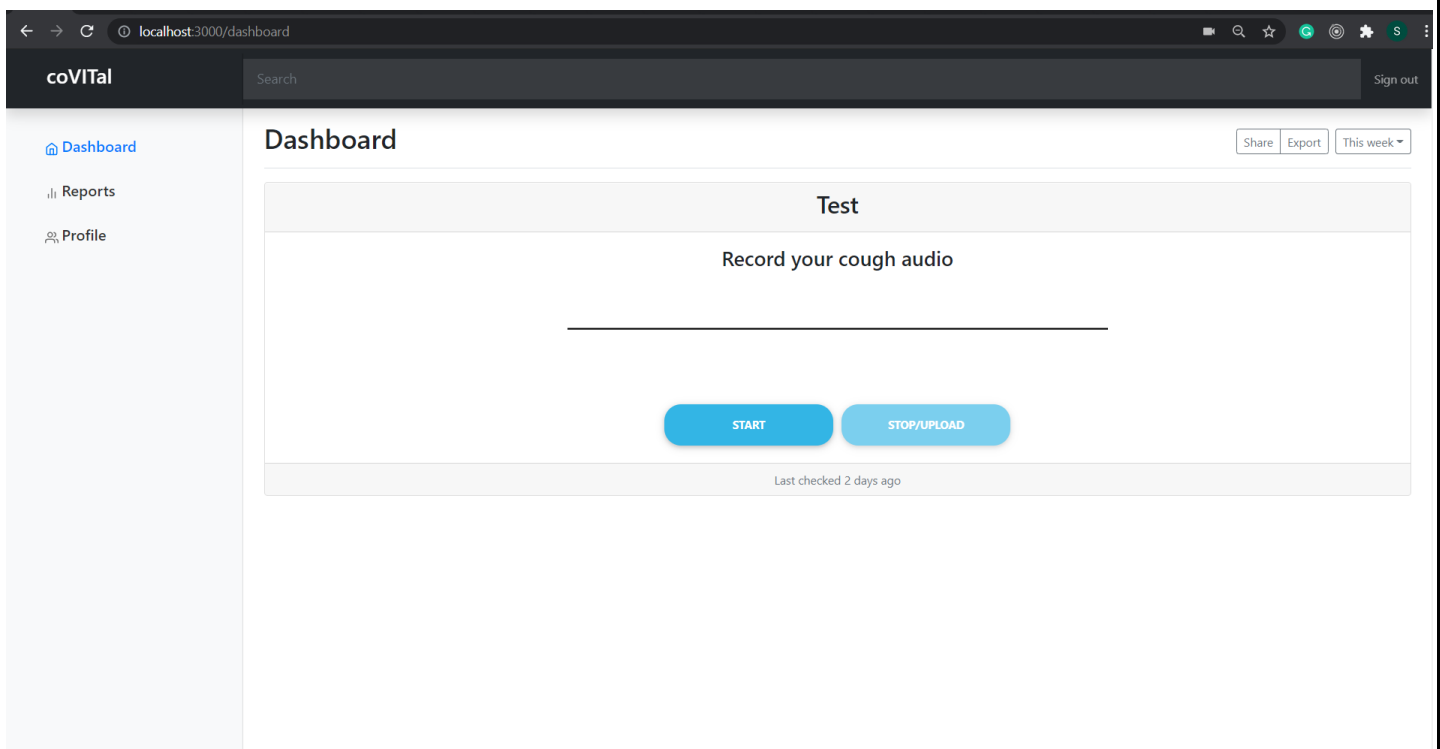 localhost:3000/dashboard
G
S
coVITal
Search
Sign out
Dashboard
Reports
Profile
Dashboard
Share
Export
This week
Test
Record your cough audio
START
STOP/UPLOAD
Last checked 2 days ago